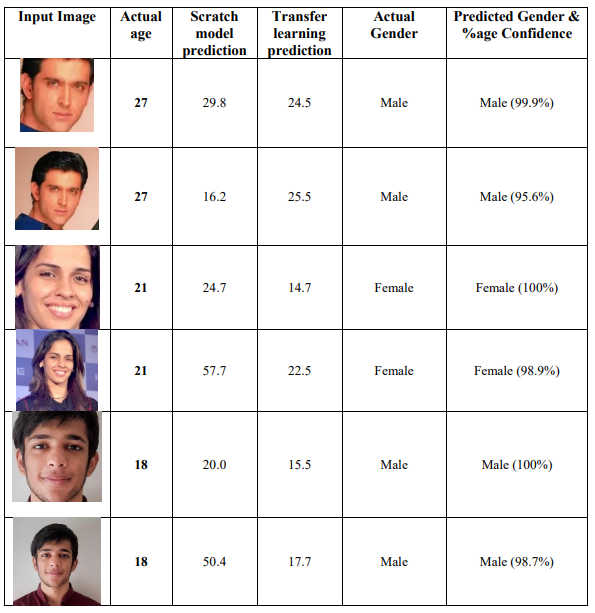 Input Image Actual age Scratch model prediction Transfer learning prediction Actual Gender Predicted Gender & %age Confidence
27 29.8 24.5 Male Male (99.9%)
27 16.2 25.5 Male Male (95.6%)
21 24.7 14.7 Female Female (100%)
21 57.7 22.5 Female Female (98.9%)
18 20.0 15.5 Male Male (100%)
18 50.4 17.7 Male Male (98.7%)